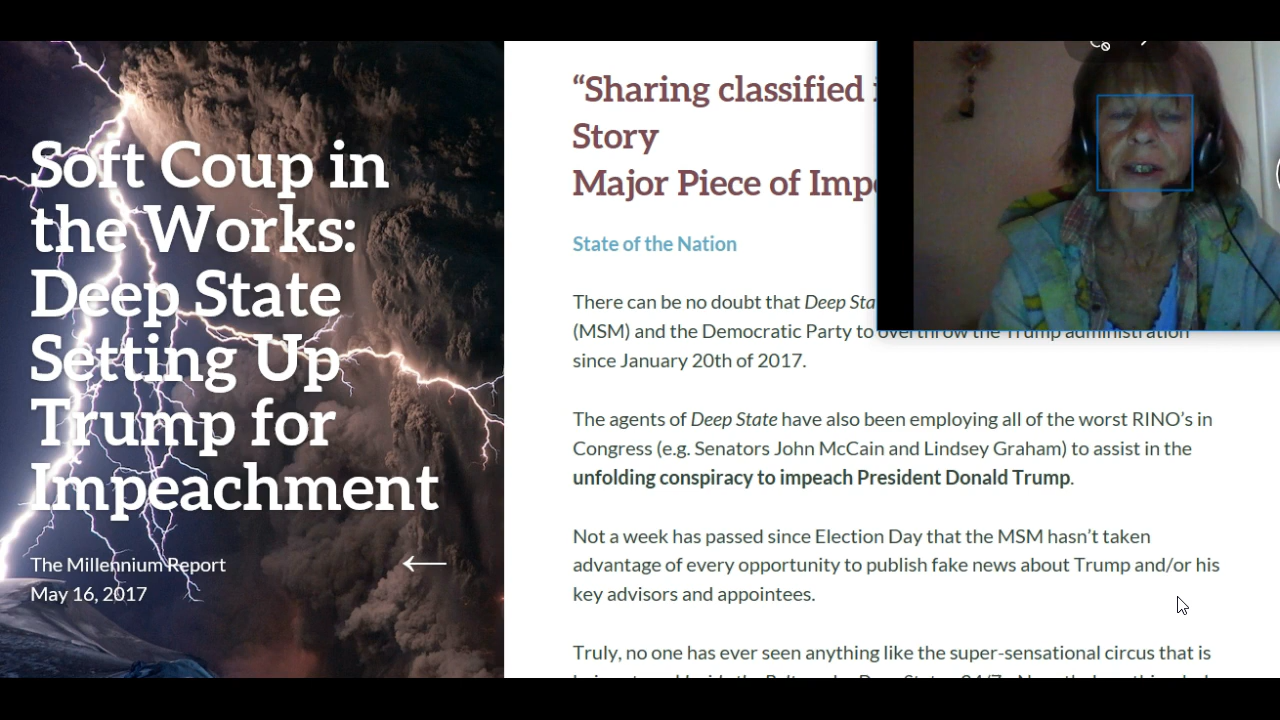 Soft Coup in
the Works:
Deep State
Setting Up
Trump for
Impeachment
The Millennium Report
May 16, 2017
“Sharing classified
Story
Major Piece of
State of the Nation
There can be no doubt that Deep
(MSM) and the Democratic Party to overthrow the Trump administration
since January 20th of 2017.
The agents of Deep State have also been employing all of the worst RINO’s in
Congress (e.g. Senators John McCain and Lindsey Graham) to assist in the
unfolding conspiracy to impeach President Donald Trump.
Not a week has passed since Election Day that the MSM hasn’t taken
advantage of every opportunity to publish fake news about Trump and/or his
key advisors and appointees.
Truly, no one has ever seen anything like the super-sensational circus that is